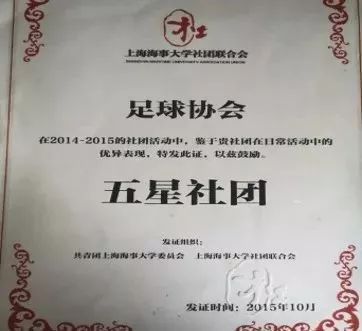 上海海事大学社团联合会
SHANGHAI MARITIME UNIVERSITY ASSOCIATION UNION
足球协会
在2014-2015的社团活动中，鉴于贵社团在日常活动中的
优异表现，特发此证，以兹鼓励。
五星社团
发证组织：
共青团上海海事大学委员会 上海海事大学社团联合会
发证时间：2015年10月